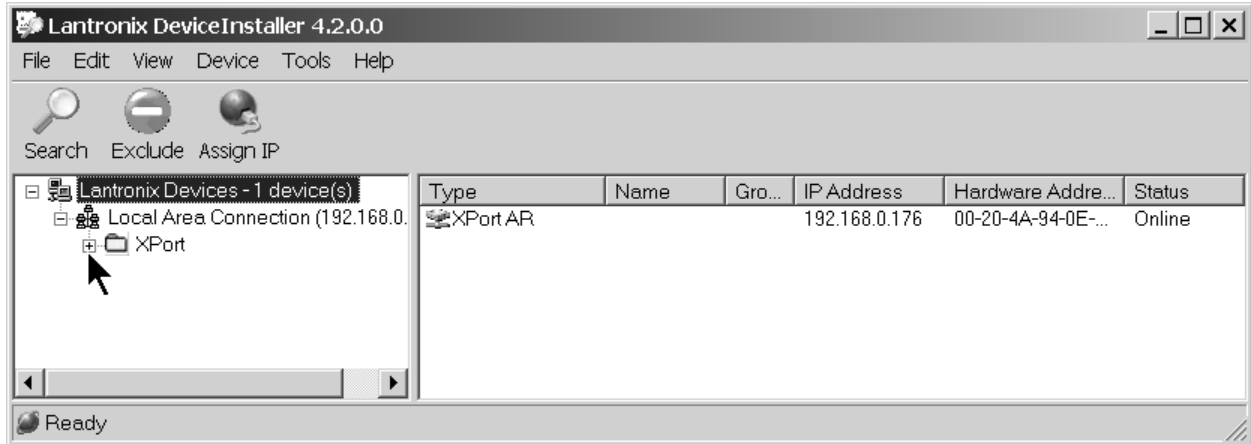 Lantronix DeviceInstaller 4.2.0.0
File Edit View Device Tools Help
Search Exclude Assign IP
Lantronix Devices - 1 device(s)
Local Area Connection (192.168.0.
XPort
Type Name Gro... IP Address Hardware Addre... Status
XPort AR 192.168.0.176 00-20-4A-94-0E-... Online
Ready